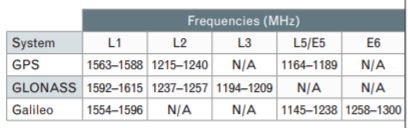 Frequencies (MHz)
System L1 L2 L3 L5/E5 E6
GPS 1563–1588 1215–1240 N/A 1164–1189 N/A
GLONASS 1592–1615 1237–1257 1194–1209 N/A N/A
Galileo 1554–1596 N/A N/A 1145–1238 1258–1300